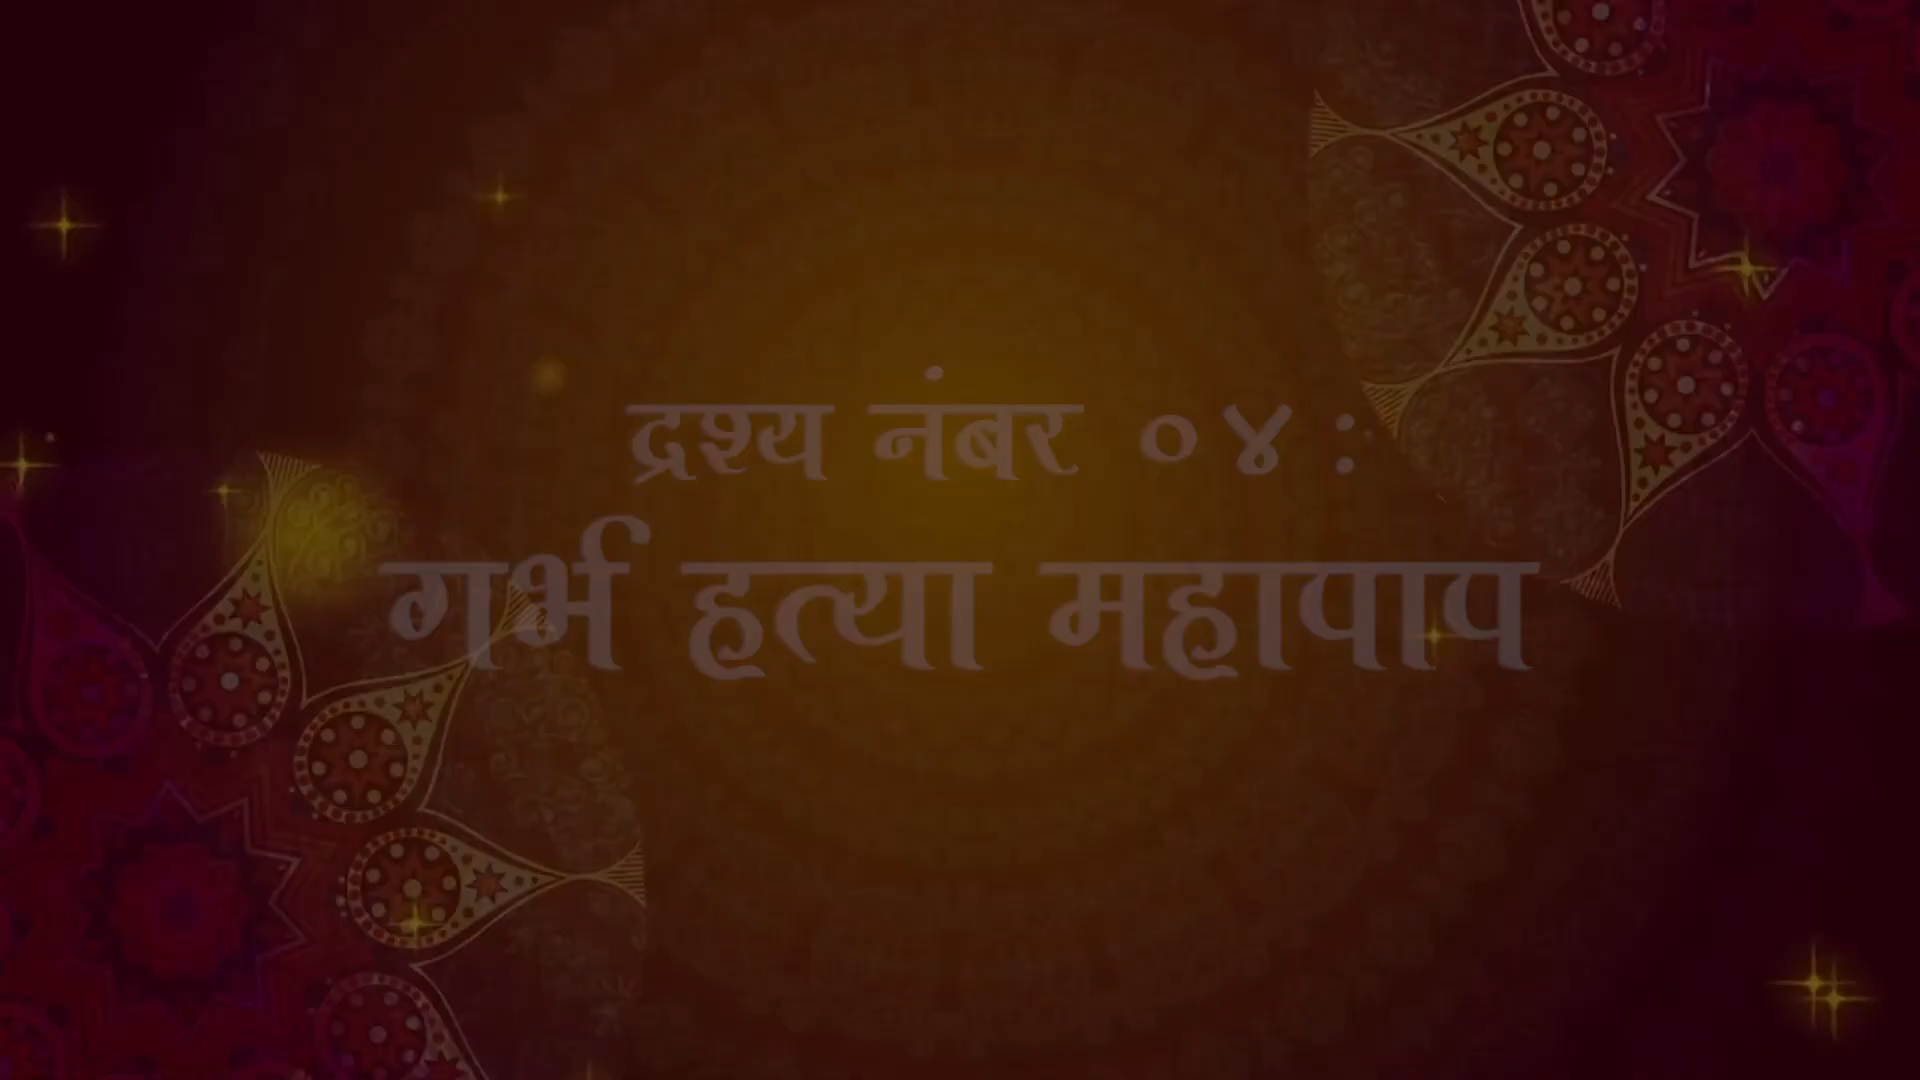 द्रश्य नंबर ०४ :
गर्भ हत्या महापाप